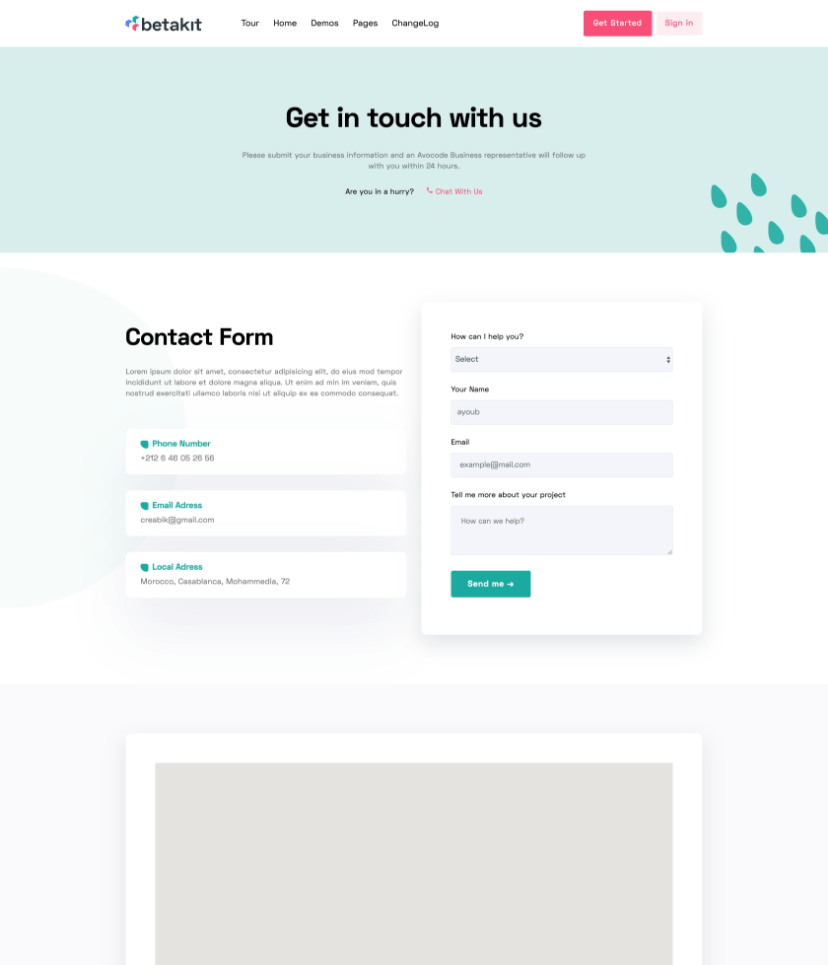 betakit
Tour Home Demos Pages ChangeLog
Get Started
Sign In
Get in touch with us
Please submit your business information and an Avocode Business representative will follow up
with you within 24 hours.
Are you in a hurry? Chat With Us
Contact Form
Lorem ipsum dolor sit amet, consectetur adipisicing elit, do eius mod tempor
incididunt ut labore et dolore magna aliqua. Ut enim ad min im veniam, quis
nostrud exercitati ullamco laboris nisi ut aliquip ex ea commodo consequat.
Phone Number
+212 6 46 05 26 66
Email Adress
creabik@gmail.com
Local Adress
Morocco, Casablanca, Mohammedia, 72
How can I help you?
Select
Your Name
ayoub
Email
example@mail.com
Tell me more about your project
How can we help?
Send me →